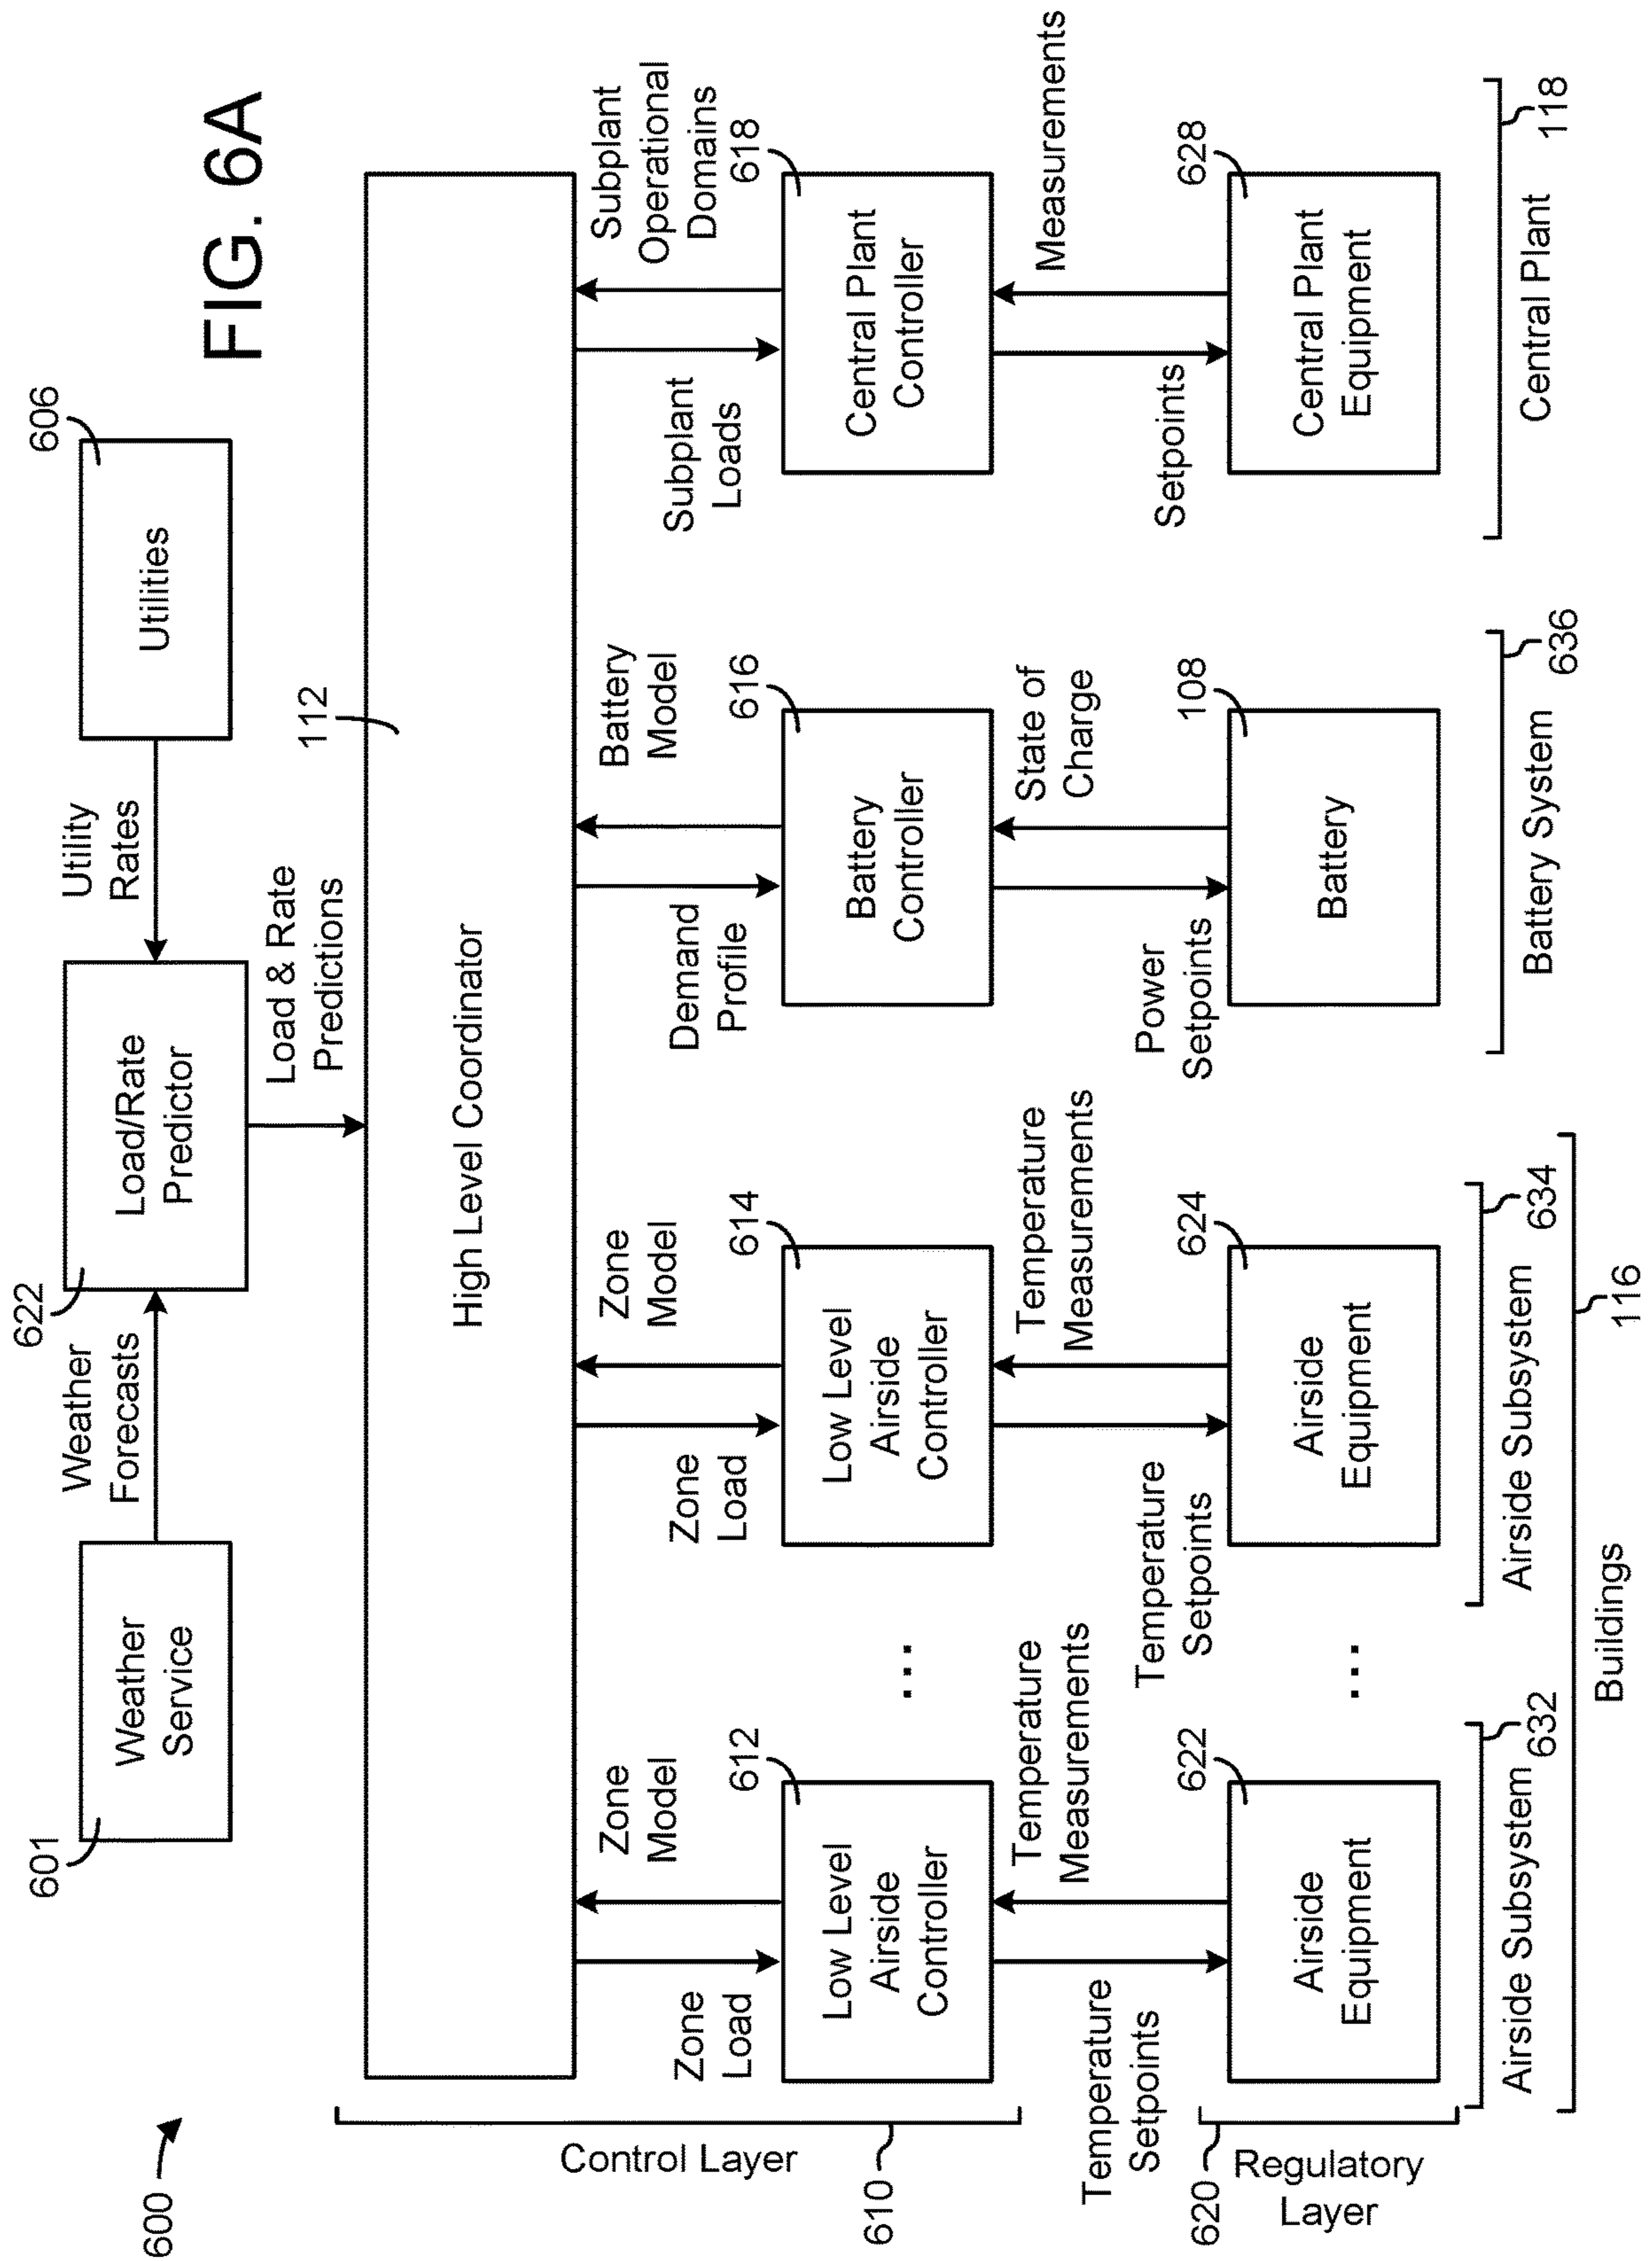 FIG. 6A
600
601
Weather
Service
Weather
Forecasts
622
Load/Rate
Predictor
Utility
Rates
606
Utilities
Load & Rate
Predictions
112
High Level Coordinator
Control Layer
610
Zone
Load
Zone
Model
612
Low Level
Airside
Controller
Zone
Load
Zone
Model
614
Low Level
Airside
Controller
...
Demand
Profile
Battery
Model
616
Battery
Controller
Subplant
Loads
Subplant
Operational
Domains
618
Central Plant
Controller
Temperature
Setpoints
Temperature
Measurements
Temperature
Setpoints
Temperature
Measurements
Power
Setpoints
State of
Charge
Setpoints
Measurements
620
Regulatory
Layer
622
Airside
Equipment
...
624
Airside
Equipment
108
Battery
628
Central Plant
Equipment
Airside Subsystem
632
Airside Subsystem
634
Battery System
636
Central Plant
118
Buildings
116